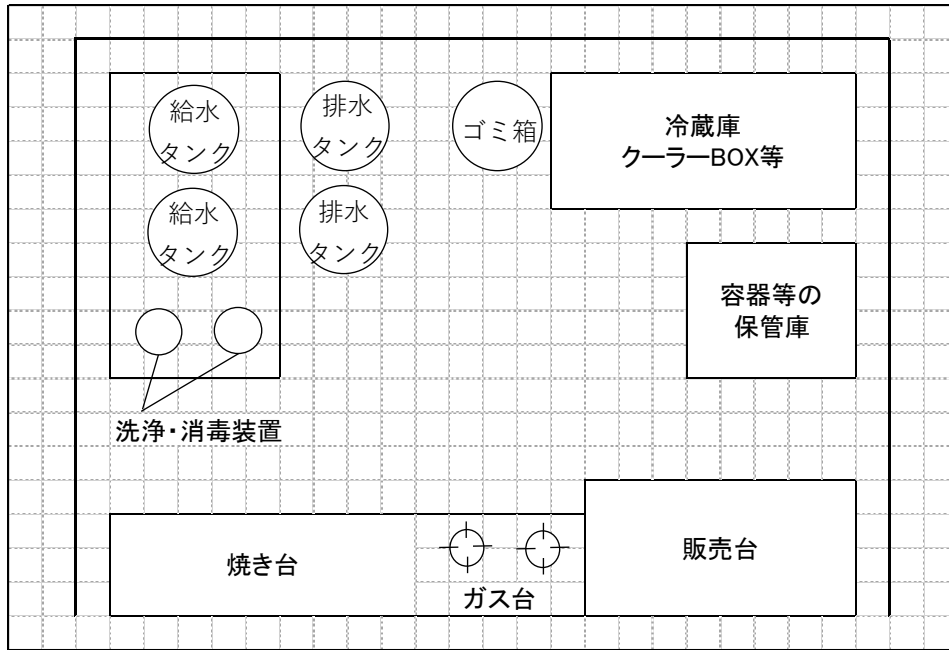 給水
タンク
排水
タンク
ゴミ箱
冷蔵庫
クーラーBOX等
給水
タンク
排水
タンク
容器等の
保管庫
洗浄・消毒装置
焼き台
ガス台
販売台